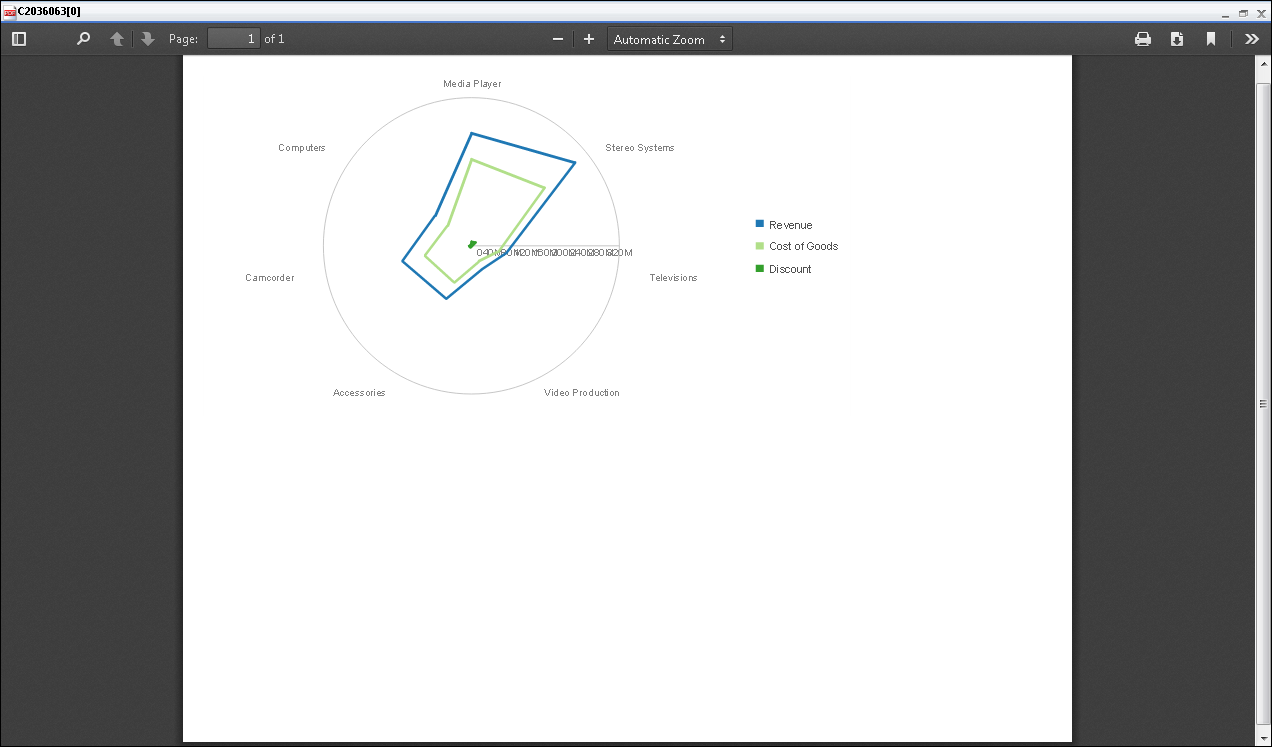 C2036063[0]
Page: 1 of 1
Automatic Zoom
Media Player
Computers
Stereo Systems
Revenue
Cost of Goods
Discount
Camcorder
Televisions
Accessories
Video Production